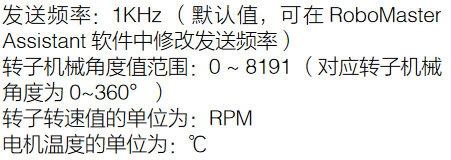 发送频率：1KHz（默认值，可在 RoboMaster
Assistant 软件中修改发送频率）
转子机械角度值范围：0 ~ 8191（对应转子机械
角度为 0~360°）
转子转速值的单位为：RPM
电机温度的单位为：℃